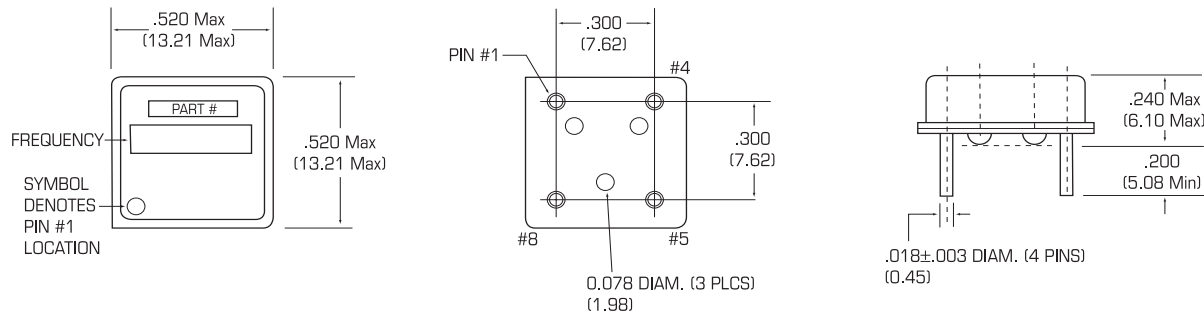 .520 Max
(13.21 Max)
PART #
FREQUENCY
.520 Max
(13.21 Max)
SYMBOL
DENOTES
PIN #1
LOCATION
.300
(7.62)
PIN #1
#4
.300
(7.62)
#8
#5
0.078 DIAM. (3 PLCS)
(1.98)
.240 Max
(6.10 Max)
.200
(5.08 Min)
.018±.003 DIAM. (4 PINS)
(0.45)